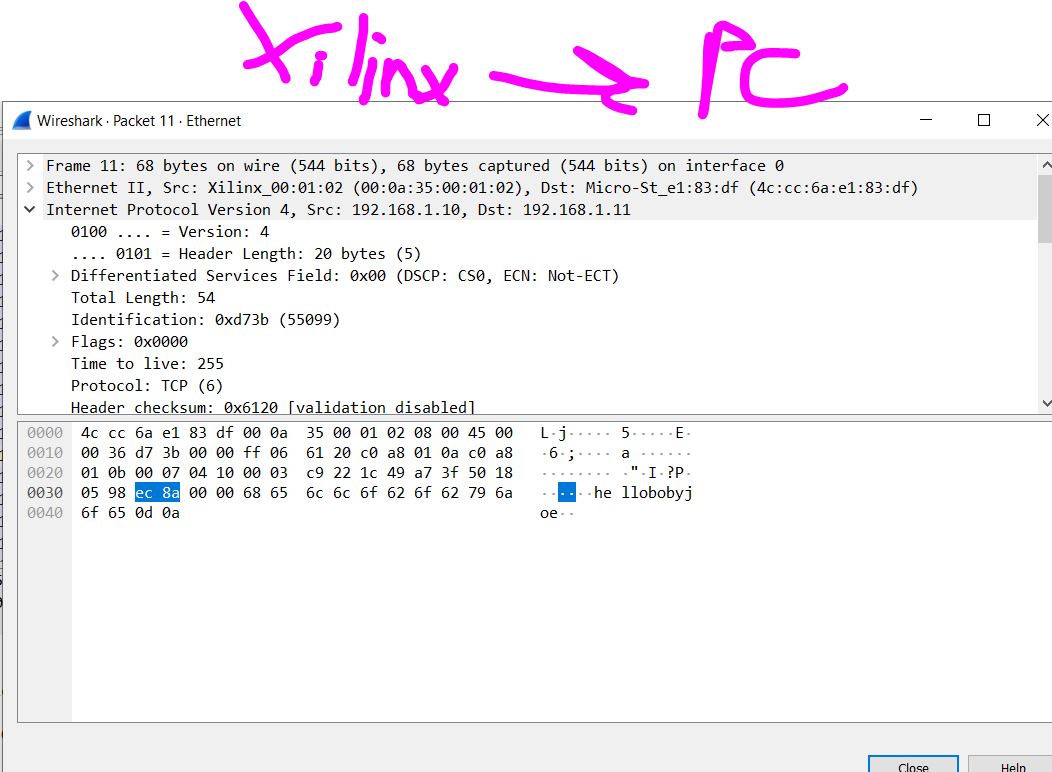 Xilinx → PC
Wireshark · Packet 11 · Ethernet
Frame 11: 68 bytes on wire (544 bits), 68 bytes captured (544 bits) on interface 0
Ethernet II, Src: Xilinx_00:01:02 (00:0a:35:00:01:02), Dst: Micro-St_e1:83:df (4c:cc:6a:e1:83:df)
Internet Protocol Version 4, Src: 192.168.1.10, Dst: 192.168.1.11
0100 .... = Version: 4
.... 0101 = Header Length: 20 bytes (5)
Differentiated Services Field: 0x00 (DSCP: CS0, ECN: Not-ECT)
Total Length: 54
Identification: 0xd73b (55099)
Flags: 0x0000
Time to live: 255
Protocol: TCP (6)
Header checksum: 0x6120 [validation disabled]
0000 4c cc 6a e1 83 df 00 0a 35 00 01 02 08 00 45 00 L·j····· 5·····E·
0010 00 36 d7 3b 00 00 ff 06 61 20 c0 a8 01 0a c0 a8 ·6·;···· a ······
0020 01 0b 00 07 04 10 00 03 c9 22 1c 49 a7 3f 50 18 ········ ·"·I·?P·
0030 05 98 ec 8a 00 00 68 65 6c 6c 6f 62 6f 62 79 6a ······he llobobyj
0040 6f 65 0d 0a oe··
Close Help